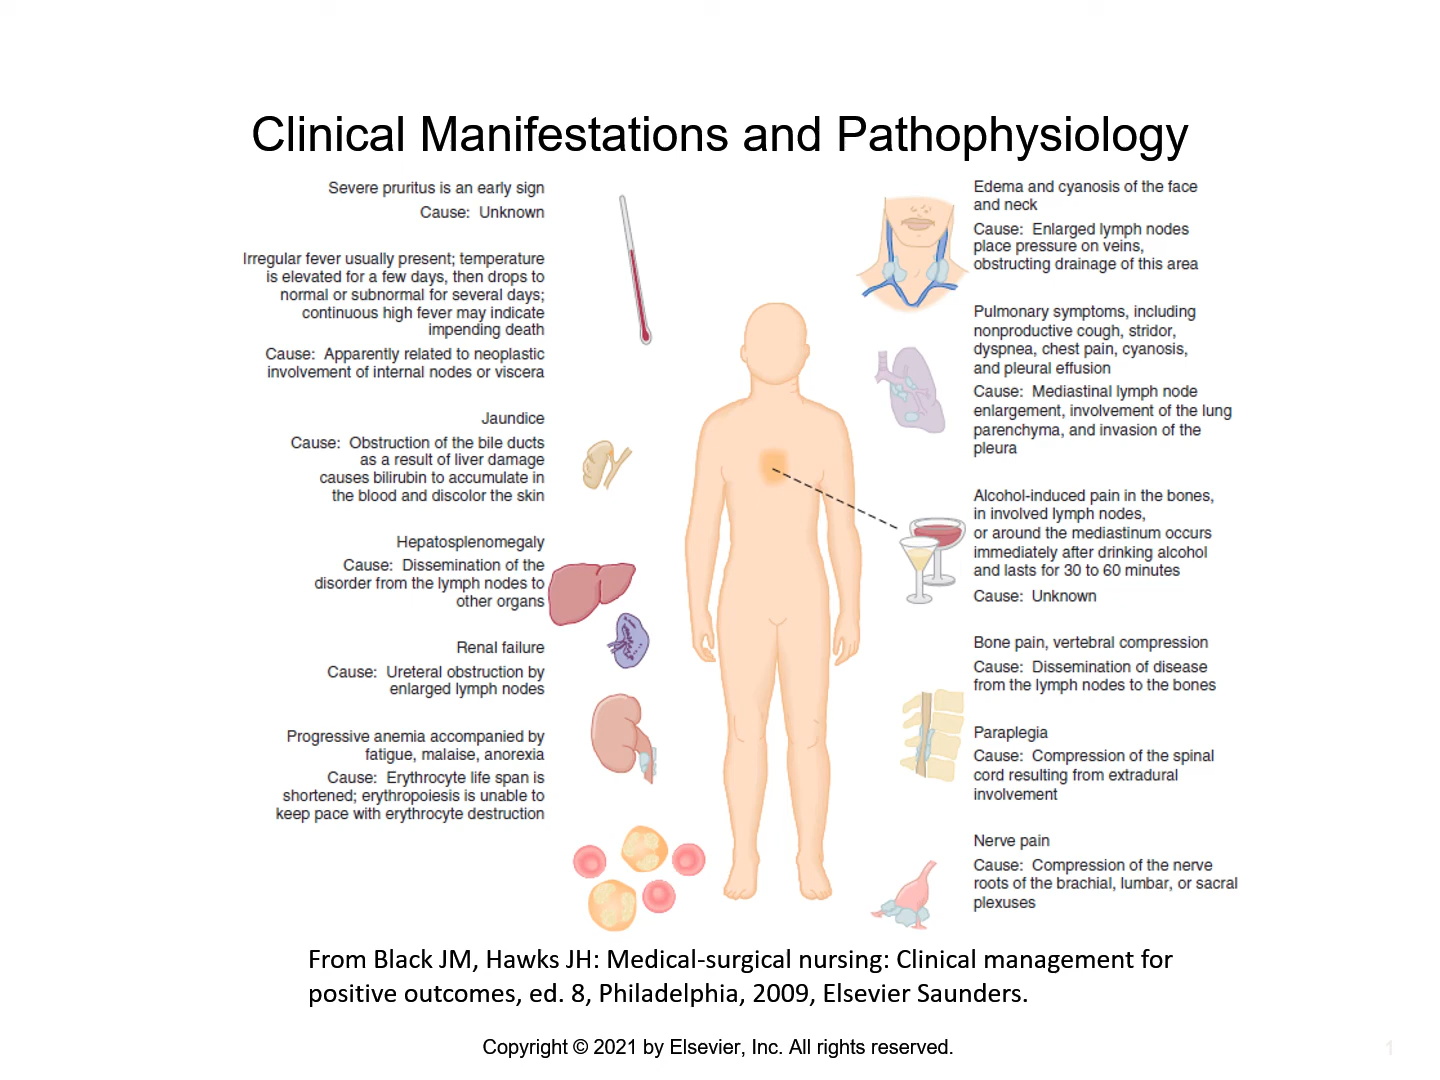 Clinical Manifestations and Pathophysiology
Severe pruritus is an early sign
Cause: Unknown
Irregular fever usually present; temperature
is elevated for a few days, then drops to
normal or subnormal for several days;
continuous high fever may indicate
impending death
Cause: Apparently related to neoplastic
involvement of internal nodes or viscera
Jaundice
Cause: Obstruction of the bile ducts
as a result of liver damage
causes bilirubin to accumulate in
the blood and discolor the skin
Hepatosplenomegaly
Cause: Dissemination of the
disorder from the lymph nodes to
other organs
Renal failure
Cause: Ureteral obstruction by
enlarged lymph nodes
Progressive anemia accompanied by
fatigue, malaise, anorexia
Cause: Erythrocyte life span is
shortened; erythropoiesis is unable to
keep pace with erythrocyte destruction
Edema and cyanosis of the face
and neck
Cause: Enlarged lymph nodes
place pressure on veins,
obstructing drainage of this area
Pulmonary symptoms, including
nonproductive cough, stridor,
dyspnea, chest pain, cyanosis,
and pleural effusion
Cause: Mediastinal lymph node
enlargement, involvement of the lung
parenchyma, and invasion of the
pleura
Alcohol-induced pain in the bones,
in involved lymph nodes,
or around the mediastinum occurs
immediately after drinking alcohol
and lasts for 30 to 60 minutes
Cause: Unknown
Bone pain, vertebral compression
Cause: Dissemination of disease
from the lymph nodes to the bones
Paraplegia
Cause: Compression of the spinal
cord resulting from extradural
involvement
Nerve pain
Cause: Compression of the nerve
roots of the brachial, lumbar, or sacral
plexuses
From Black JM, Hawks JH: Medical-surgical nursing: Clinical management for
positive outcomes, ed. 8, Philadelphia, 2009, Elsevier Saunders.
Copyright © 2021 by Elsevier, Inc. All rights reserved.
1